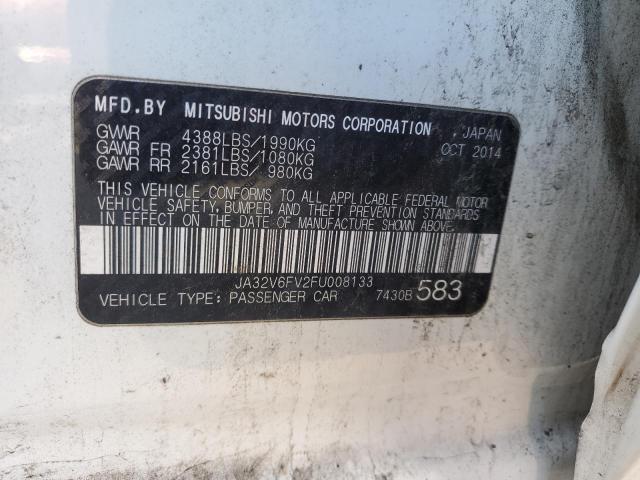 MFD.BY MITSUBISHI MOTORS CORPORATION , JAPAN
GVWR 4388LBS/1990KG OCT 2014
GAWR FR 2381LBS/1080KG
GAWR RR 2161LBS/ 980KG
THIS VEHICLE CONFORMS TO ALL APPLICABLE FEDERAL MOTOR
VEHICLE SAFETY, BUMPER, AND THEFT PREVENTION STANDARDS
IN EFFECT ON THE DATE OF MANUFACTURE SHOWN ABOVE.
JA32V6FV2FU008133
VEHICLE TYPE: PASSENGER CAR 7430B 583